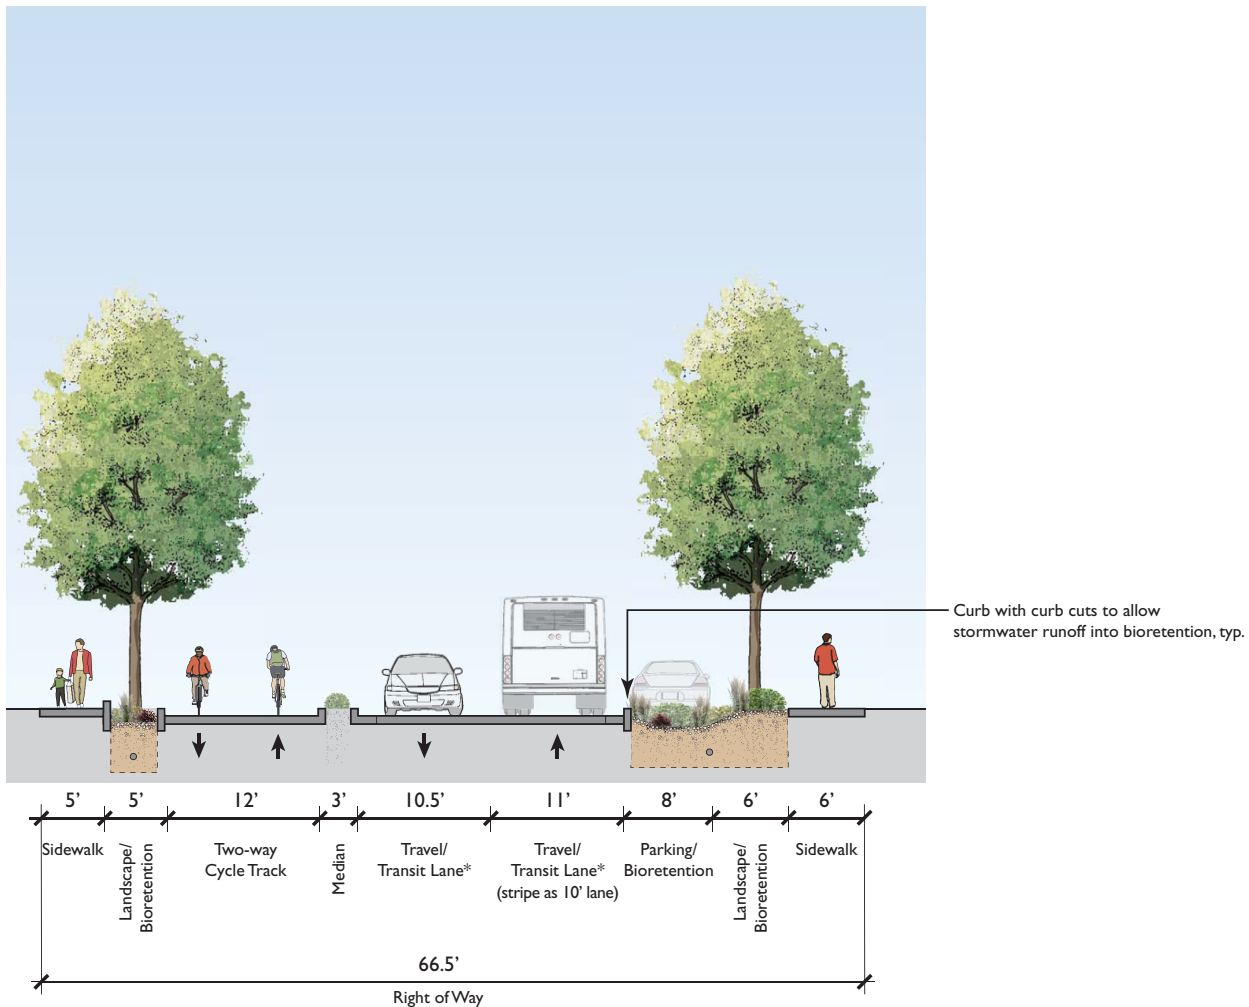 Curb with curb cuts to allow
stormwater runoff into bioretention, typ.
5’ 5’ 12’ 3’ 10.5’ 11’ 8’ 6’ 6’
Sidewalk
Landscape/
Bioretention
Two-way
Cycle Track
Median
Travel/
Transit Lane*
Travel/
Transit Lane*
(stripe as 10’ lane)
Parking/
Bioretention
Landscape/
Bioretention
Sidewalk
66.5’
Right of Way